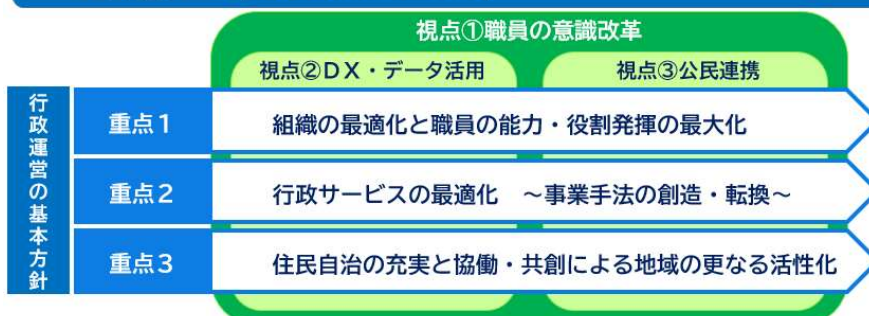 視点①職員の意識改革
視点②DX・データ活用
視点③公民連携
行政運営の基本方針
重点1
組織の最適化と職員の能力・役割発揮の最大化
重点2
行政サービスの最適化　～事業手法の創造・転換～
重点3
住民自治の充実と協働・共創による地域の更なる活性化